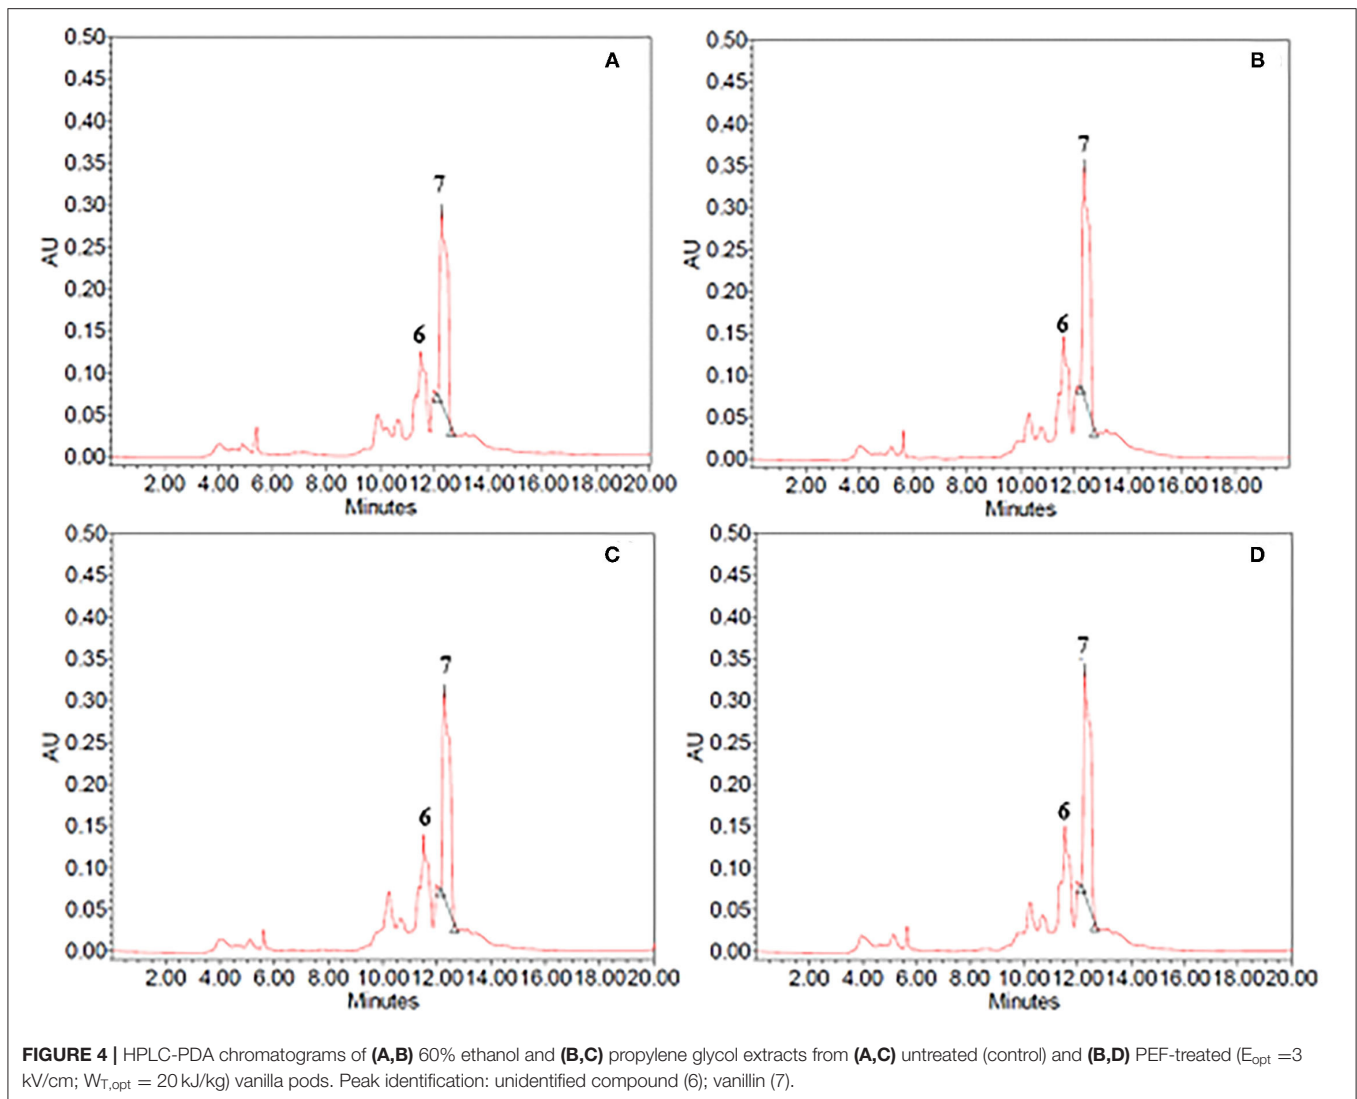 A
0.50
0.45
0.40
0.35
0.30
0.25
0.20
0.15
0.10
0.05
0.00
AU
6
7
2.00 4.00 6.00 8.00 10.00 12.00 14.00 16.00 18.00 20.00
Minutes
B
0.50
0.45
0.40
0.35
0.30
0.25
0.20
0.15
0.10
0.05
0.00
AU
6
7
2.00 4.00 6.00 8.00 10.00 12.00 14.00 16.00 18.00
Minutes
C
0.50
0.45
0.40
0.35
0.30
0.25
0.20
0.15
0.10
0.05
0.00
AU
6
7
2.00 4.00 6.00 8.00 10.00 12.00 14.00 16.00 18.00 20.00
Minutes
D
0.50
0.45
0.40
0.35
0.30
0.25
0.20
0.15
0.10
0.05
0.00
AU
6
7
2.00 4.00 6.00 8.00 10.00 12.00 14.00 16.00 18.00 20.00
Minutes
FIGURE 4 | HPLC-PDA chromatograms of (A,B) 60% ethanol and (B,C) propylene glycol extracts from (A,C) untreated (control) and (B,D) PEF-treated (Eopt =3
kV/cm; WT,opt = 20 kJ/kg) vanilla pods. Peak identification: unidentified compound (6); vanillin (7).